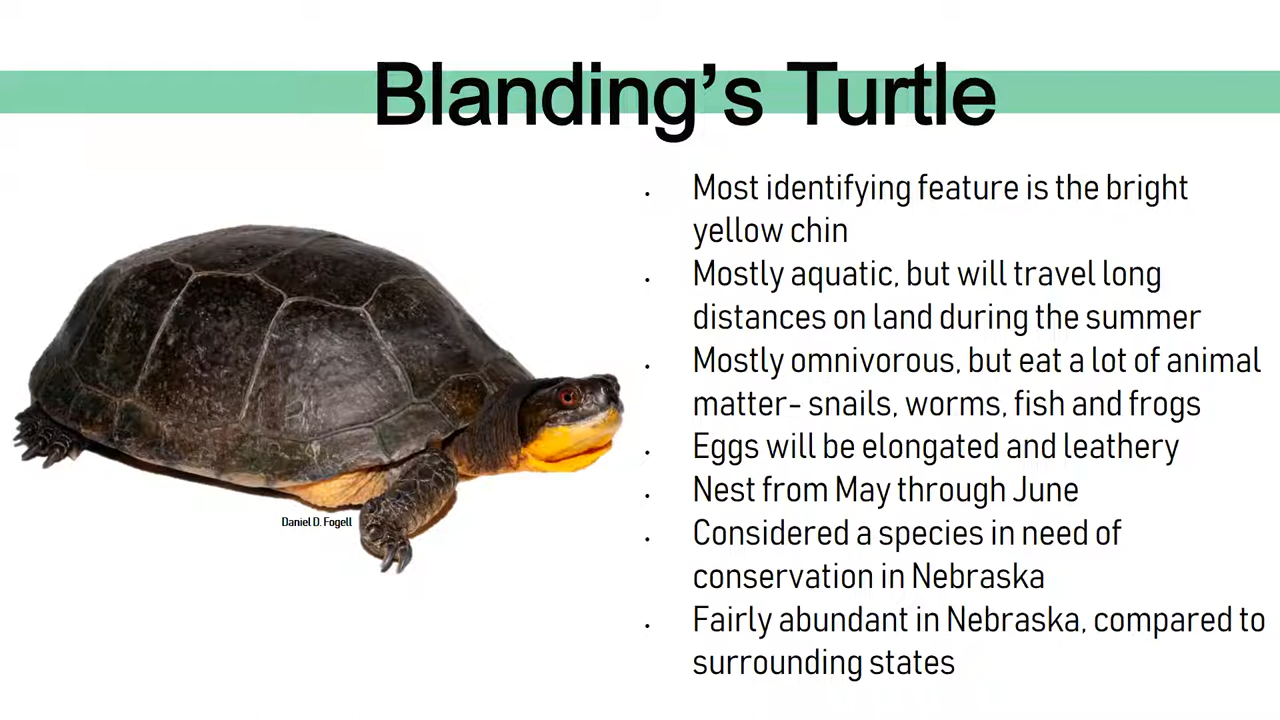 Blanding's Turtle
• Most identifying feature is the bright
yellow chin
• Mostly aquatic, but will travel long
distances on land during the summer
• Mostly omnivorous, but eat a lot of animal
matter- snails, worms, fish and frogs
• Eggs will be elongated and leathery
• Nest from May through June
• Considered a species in need of
conservation in Nebraska
• Fairly abundant in Nebraska, compared to
surrounding states
Daniel D. Fogell